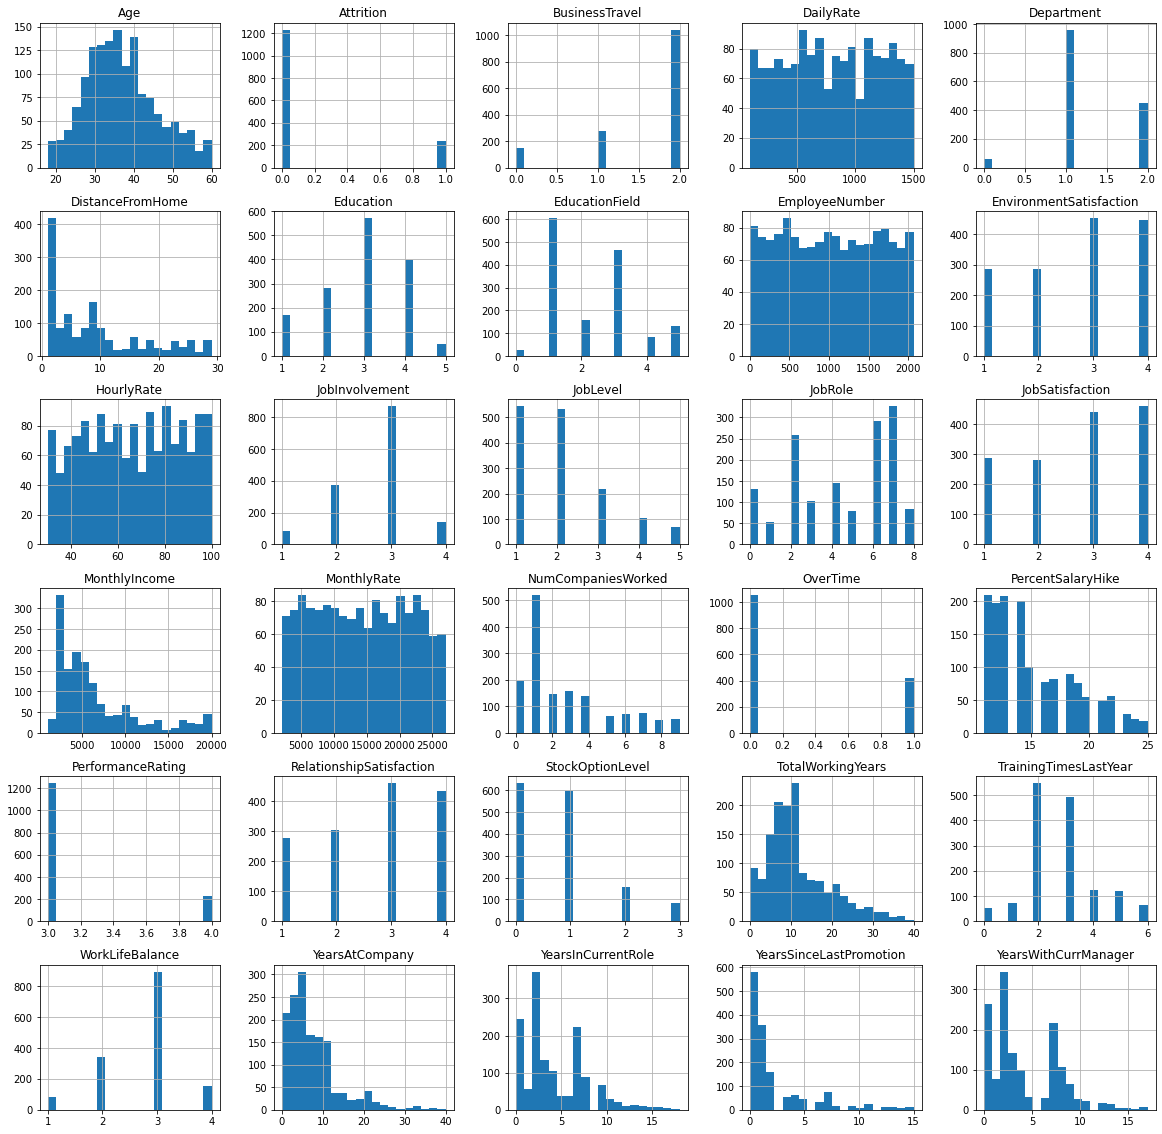 Age
150
125
100
75
50
25
0
20 30 40 50 60
Attrition
1200
1000
800
600
400
200
0
0.0 0.2 0.4 0.6 0.8 1.0
BusinessTravel
1000
800
600
400
200
0
0.0 0.5 1.0 1.5 2.0
DailyRate
80
60
40
20
0
500 1000 1500
Department
1000
800
600
400
200
0
0.0 0.5 1.0 1.5 2.0
DistanceFromHome
400
300
200
100
0
0 10 20 30
Education
600
500
400
300
200
100
0
1 2 3 4 5
EducationField
600
500
400
300
200
100
0
0 2 4
EmployeeNumber
80
60
40
20
0
0 500 1000 1500 2000
EnvironmentSatisfaction
400
300
200
100
0
1 2 3 4
HourlyRate
80
60
40
20
0
40 60 80 100
JobInvolvement
800
600
400
200
0
1 2 3 4
JobLevel
500
400
300
200
100
0
1 2 3 4 5
JobRole
300
250
200
150
100
50
0
0 2 4 6 8
JobSatisfaction
400
300
200
100
0
1 2 3 4
MonthlyIncome
300
250
200
150
100
50
0
5000 10000 15000 20000
MonthlyRate
80
60
40
20
0
5000 10000 15000 20000 25000
NumCompaniesWorked
500
400
300
200
100
0
0 2 4 6 8
OverTime
1000
800
600
400
200
0
0.0 0.2 0.4 0.6 0.8 1.0
PercentSalaryHike
200
150
100
50
0
15 20 25
PerformanceRating
1200
1000
800
600
400
200
0
3.0 3.2 3.4 3.6 3.8 4.0
RelationshipSatisfaction
400
300
200
100
0
1 2 3 4
StockOptionLevel
600
500
400
300
200
100
0
0 1 2 3
TotalWorkingYears
200
150
100
50
0
0 10 20 30 40
TrainingTimesLastYear
500
400
300
200
100
0
0 2 4 6
WorkLifeBalance
800
600
400
200
0
1 2 3 4
YearsAtCompany
300
250
200
150
100
50
0
0 10 20 30 40
YearsInCurrentRole
300
200
100
0
0 5 10 15
YearsSinceLastPromotion
600
500
400
300
200
100
0
0 5 10 15
YearsWithCurrManager
300
200
100
0
0 5 10 15